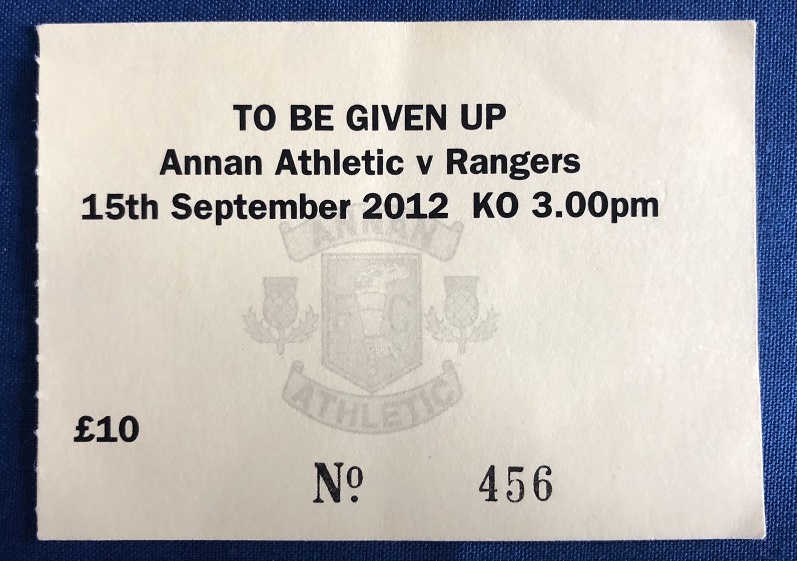 TO BE GIVEN UP
Annan Athletic v Rangers
15th September 2012 KO 3.00pm
ANNAN
F C
ATHLETIC
£10
Nº 456